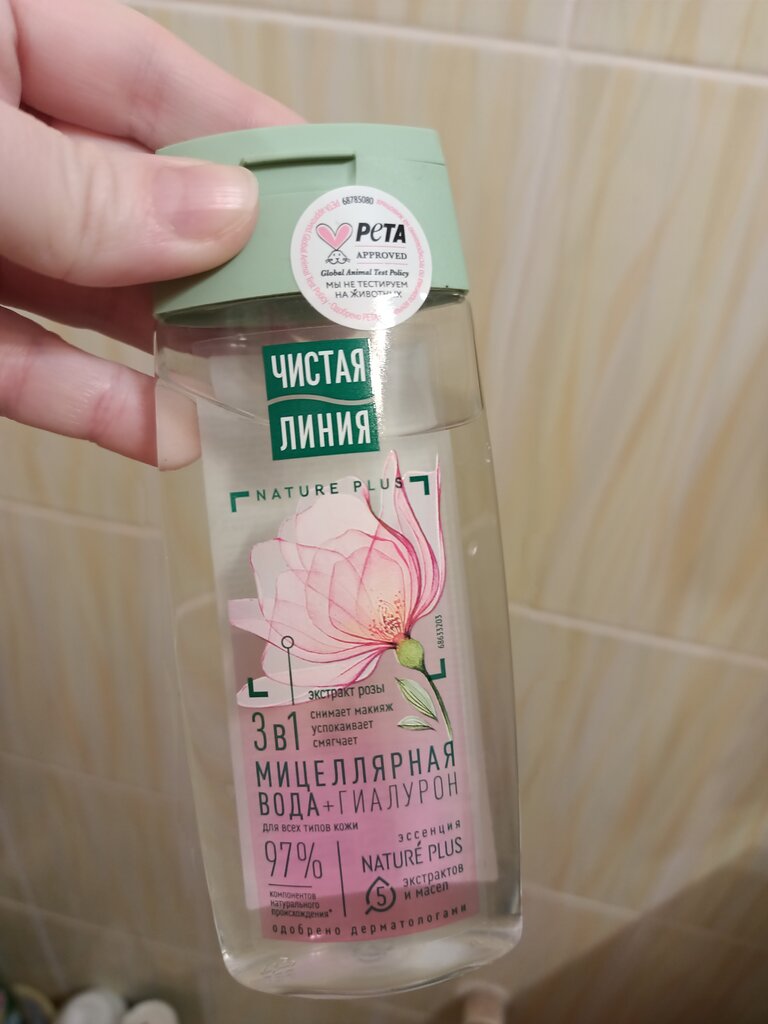 68785080
PETA
APPROVED
Global Animal Test Policy
МЫ НЕ ТЕСТИРУЕМ
НА ЖИВОТНЫХ
ЧИСТАЯ
ЛИНИЯ
NATURE PLUS
68633203
экстракт розы
3в1
снимает макияж
успокаивает
смягчает
МИЦЕЛЛЯРНАЯ
ВОДА+ГИАЛУРОН
для всех типов кожи
97%
компонентов
натурального
происхождения*
эссенция
NATURÉ PLUS
5 экстрактов
и масел
одобрено дерматологами